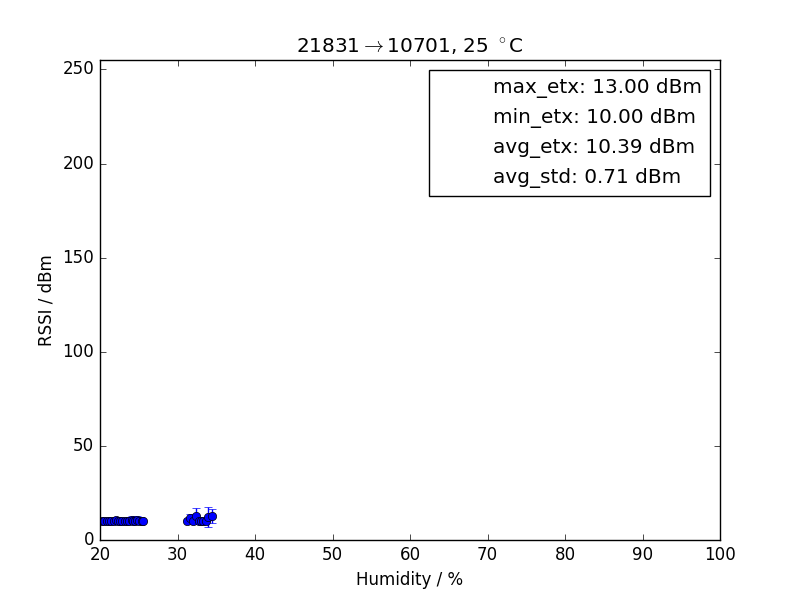 21831→10701, 25 °C
max_etx: 13.00 dBm
min_etx: 10.00 dBm
avg_etx: 10.39 dBm
avg_std: 0.71 dBm
RSSI / dBm
250
200
150
100
50
0
20 30 40 50 60 70 80 90 100
Humidity / %